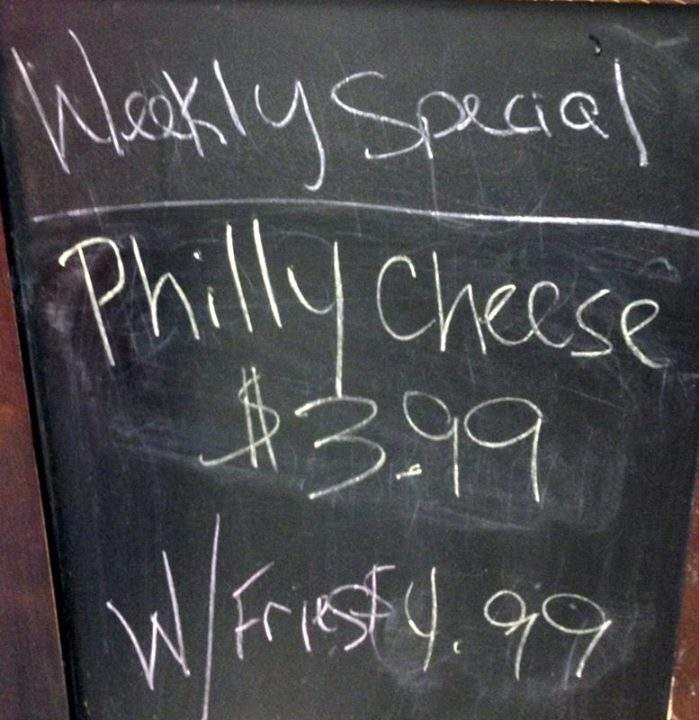 Weekly Special
Philly Cheese
$3.99
W/Fries $4.99